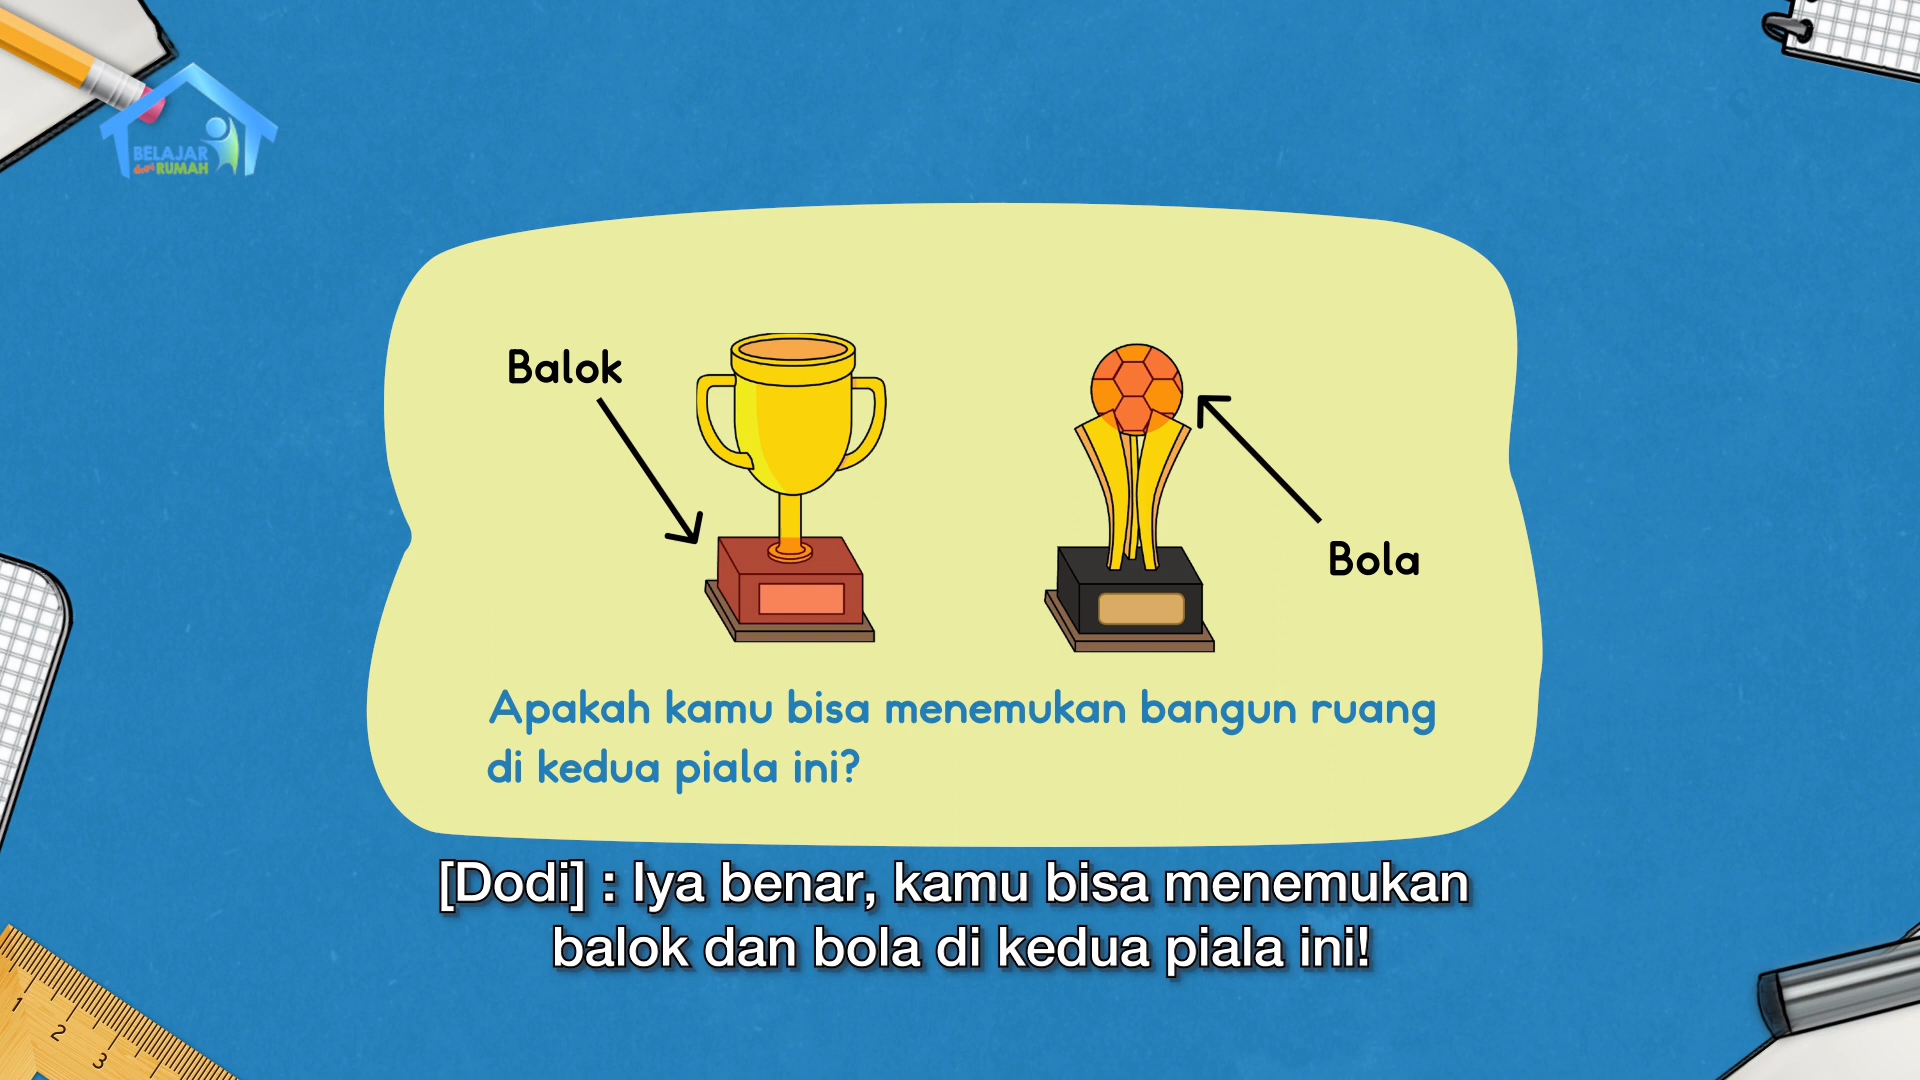 BELAJAR
dari RUMAH
Balok
Bola
Apakah kamu bisa menemukan bangun ruang
di kedua piala ini?
[Dodi] : Iya benar, kamu bisa menemukan
balok dan bola di kedua piala ini!
1
2
3